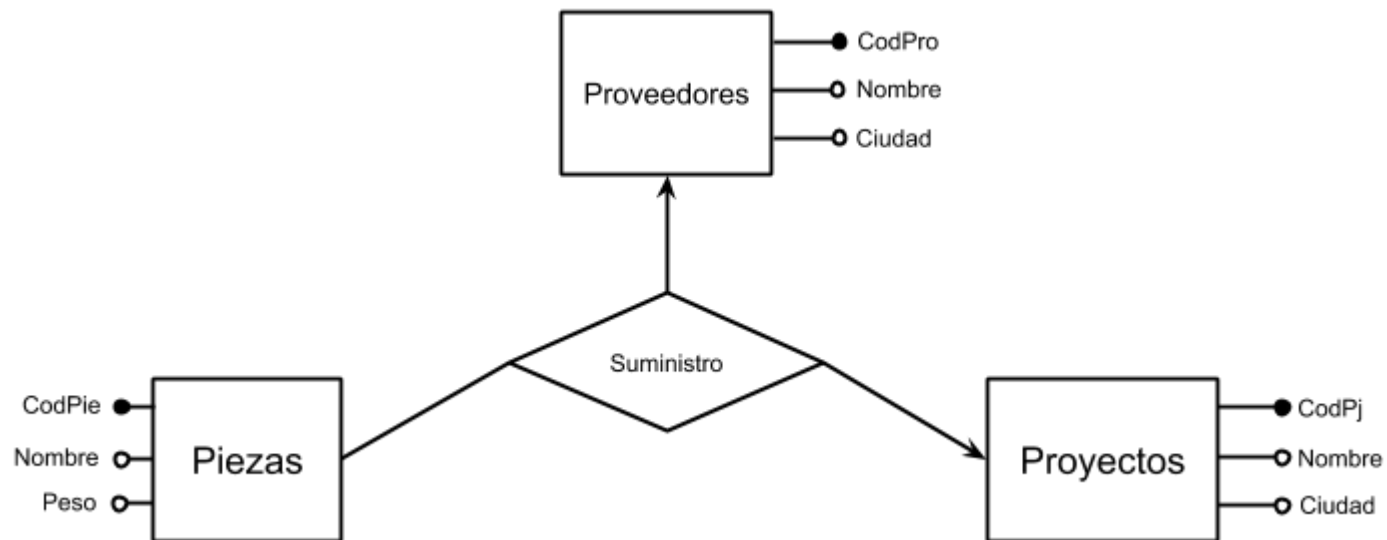 Proveedores
CodPro
Nombre
Ciudad
Suministro
CodPie
Nombre
Peso
Piezas
Proyectos
CodPj
Nombre
Ciudad